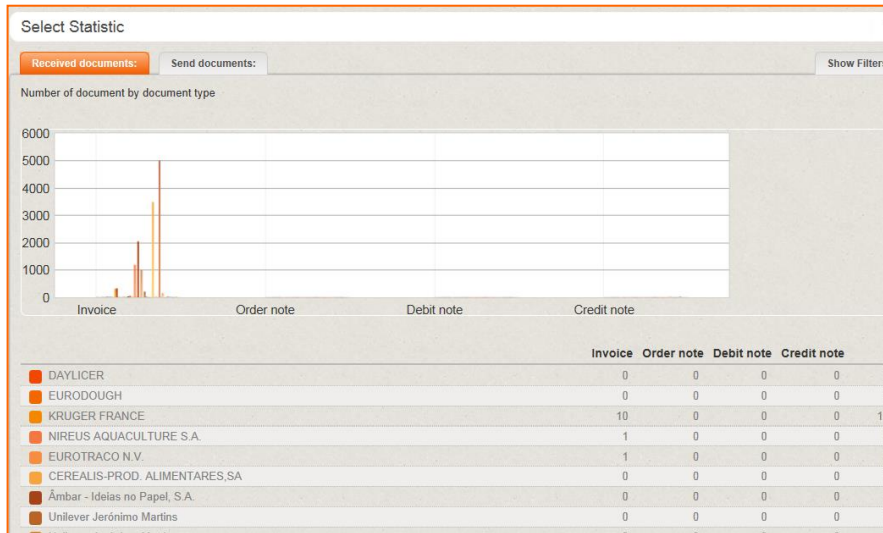 Select Statistic
Received documents: Send documents: Show Filters
Number of document by document type
6000
5000
4000
3000
2000
1000
0
Invoice Order note Debit note Credit note
Invoice Order note Debit note Credit note
DAYLICER 0 0 0 0
EURODOUGH 0 0 0 0
KRUGER FRANCE 10 0 0 0 1
NIREUS AQUACULTURE S.A. 1 0 0 0
EUROTRACO N.V. 1 0 0 0
CEREALIS-PROD. ALIMENTARES,SA 0 0 0 0
Âmbar - Ideias no Papel, S.A. 0 0 0 0
Unilever Jerónimo Martins 0 0 0 0